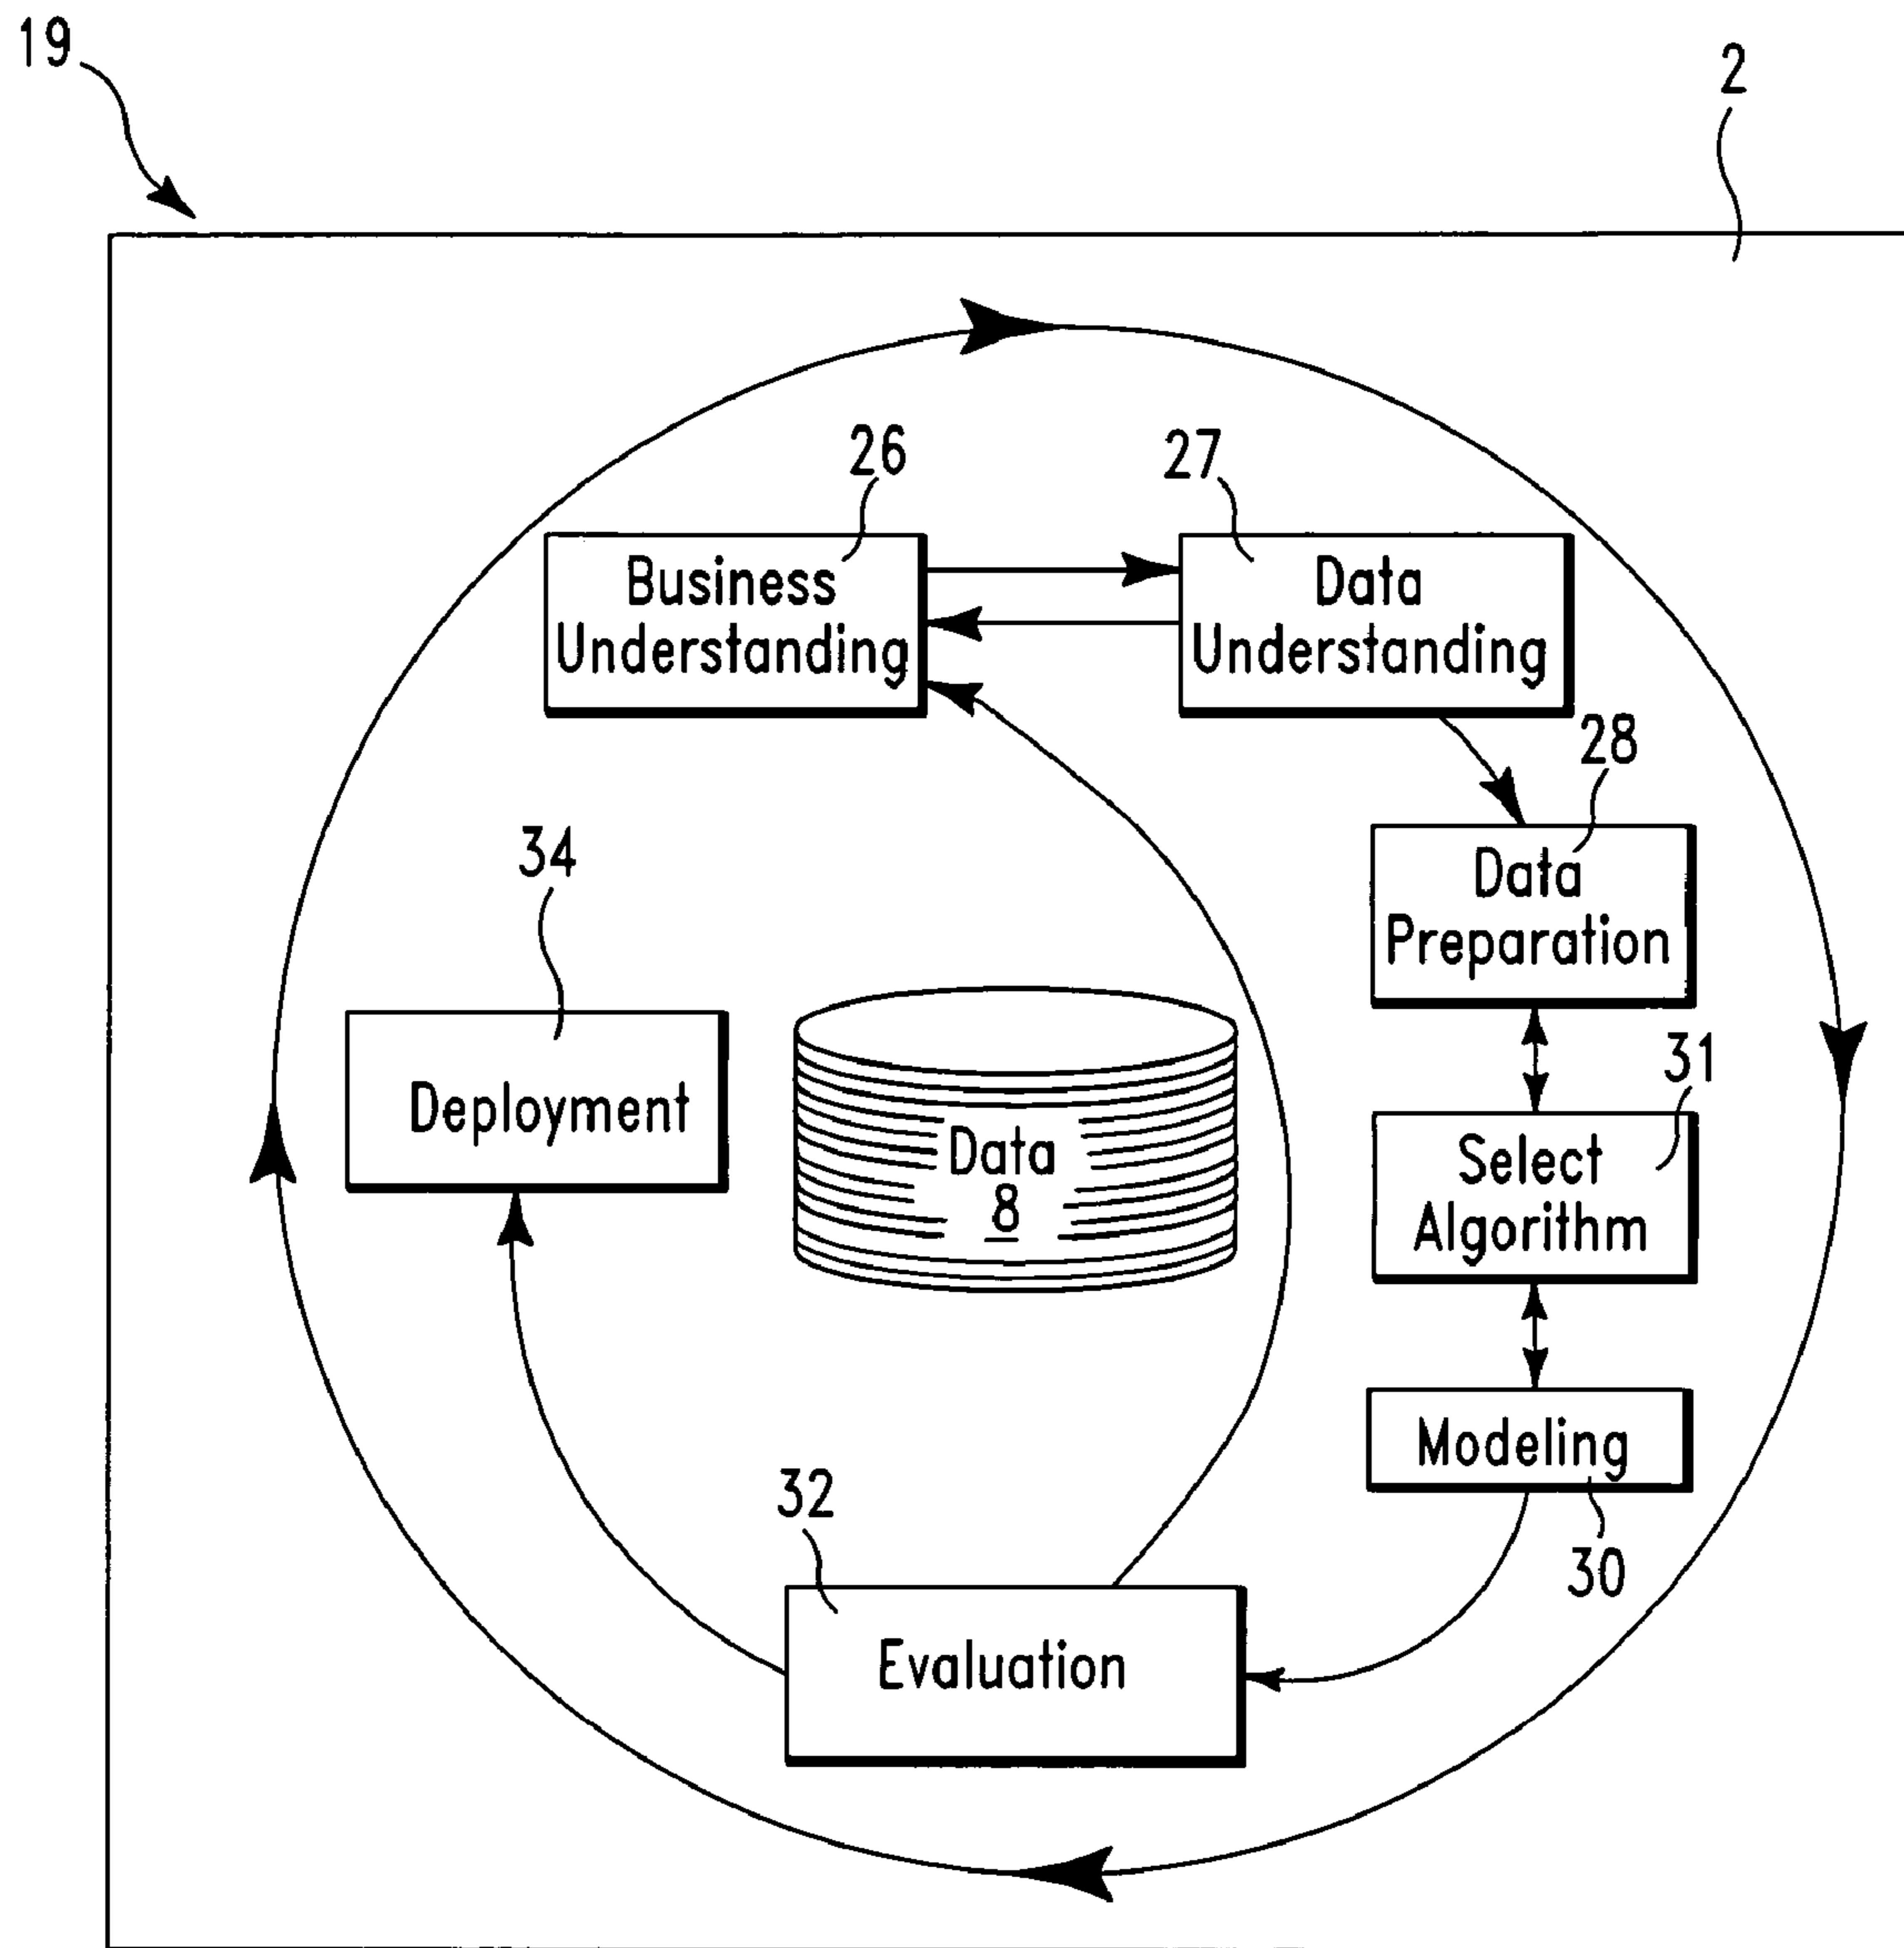 19
2
26
27
Business
Understanding
Data
Understanding
28
Data
Preparation
34
Deployment
Data
8
31
Select
Algorithm
Modeling
30
32
Evaluation